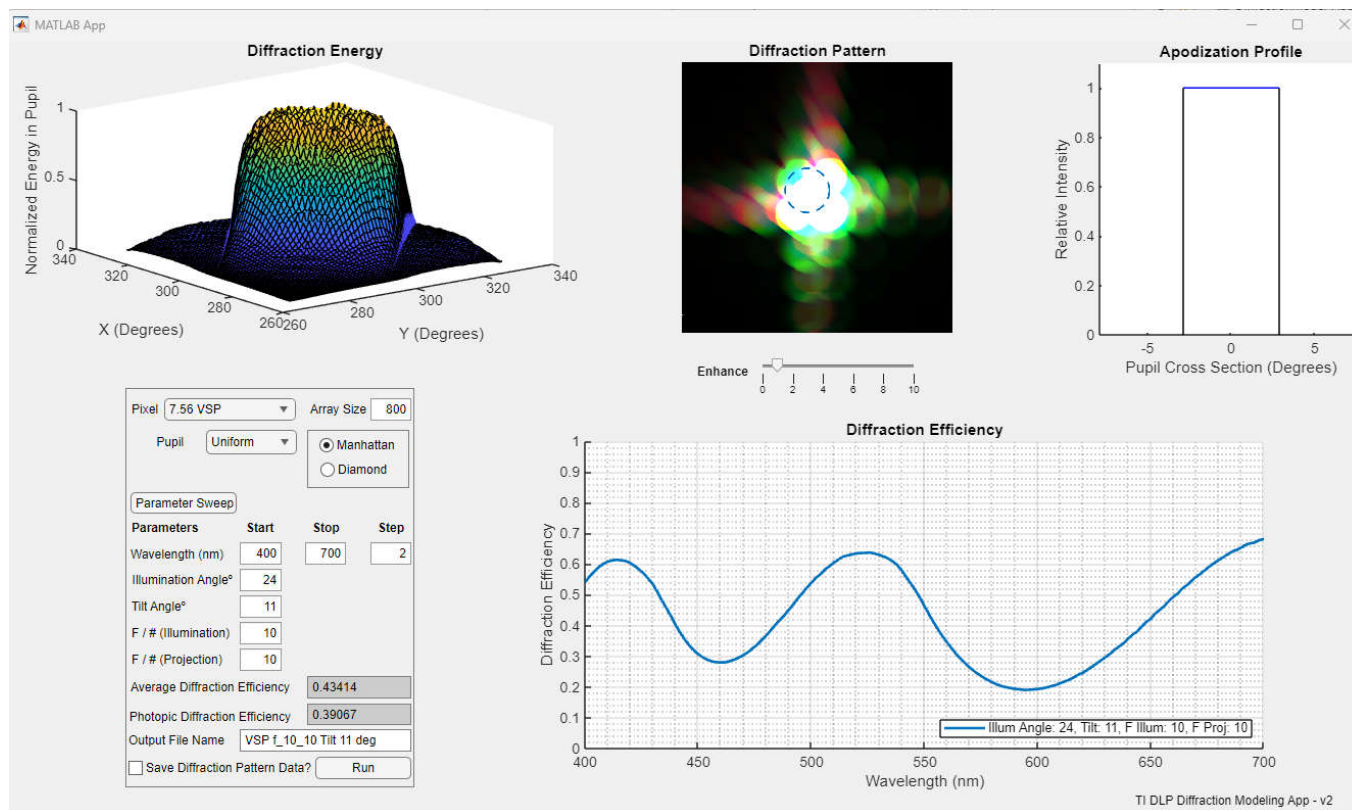 MATLAB App
Diffraction Energy
Normalized Energy in Pupil
1
0.5
0
340
320
300
280
260
X (Degrees)
260
280
300
320
340
Y (Degrees)
Diffraction Pattern
Enhance
0 2 4 6 8 10
Apodization Profile
Relative Intensity
1
0.8
0.6
0.4
0.2
0
-5 0 5
Pupil Cross Section (Degrees)
Pixel 7.56 VSP Array Size 800
Pupil Uniform
Manhattan
Diamond
Parameter Sweep
Parameters Start Stop Step
Wavelength (nm) 400 700 2
Illumination Angle° 24
Tilt Angle° 11
F / # (Illumination) 10
F / # (Projection) 10
Average Diffraction Efficiency 0.43414
Photopic Diffraction Efficiency 0.39067
Output File Name VSP f_10_10 Tilt 11 deg
Save Diffraction Pattern Data? Run
Diffraction Efficiency
Diffraction Efficiency
1
0.9
0.8
0.7
0.6
0.5
0.4
0.3
0.2
0.1
0
Illum Angle: 24, Tilt: 11, F Illum: 10, F Proj: 10
400 450 500 550 600 650 700
Wavelength (nm)
TI DLP Diffraction Modeling App - v2